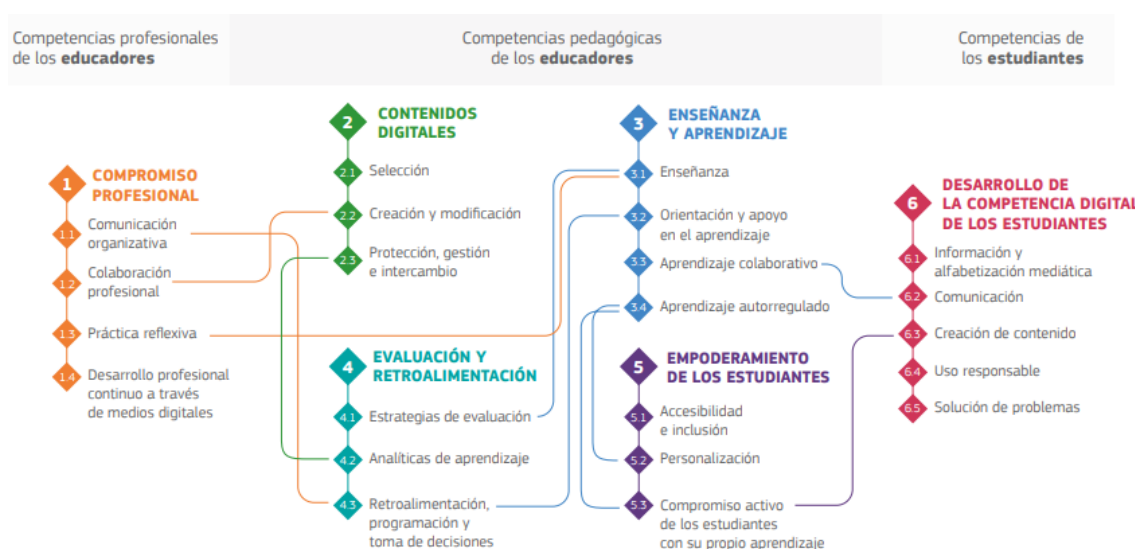 Competencias profesionales
de los educadores
Competencias pedagógicas
de los educadores
Competencias de
los estudiantes
1
COMPROMISO
PROFESIONAL
1.1
Comunicación
organizativa
1.2
Colaboración
profesional
1.3
Práctica reflexiva
1.4
Desarrollo profesional
continuo a través
de medios digitales
2
CONTENIDOS
DIGITALES
2.1
Selección
2.2
Creación y modificación
2.3
Protección, gestión
e intercambio
3
ENSEÑANZA
Y APRENDIZAJE
3.1
Enseñanza
3.2
Orientación y apoyo
en el aprendizaje
3.3
Aprendizaje colaborativo
3.4
Aprendizaje autorregulado
4
EVALUACIÓN Y
RETROALIMENTACIÓN
4.1
Estrategias de evaluación
4.2
Analíticas de aprendizaje
4.3
Retroalimentación,
programación y
toma de decisiones
5
EMPODERAMIENTO
DE LOS ESTUDIANTES
5.1
Accesibilidad
e inclusión
5.2
Personalización
5.3
Compromiso activo
de los estudiantes
con su propio aprendizaje
6
DESARROLLO DE
LA COMPETENCIA DIGITAL
DE LOS ESTUDIANTES
6.1
Información y
alfabetización mediática
6.2
Comunicación
6.3
Creación de contenido
6.4
Uso responsable
6.5
Solución de problemas